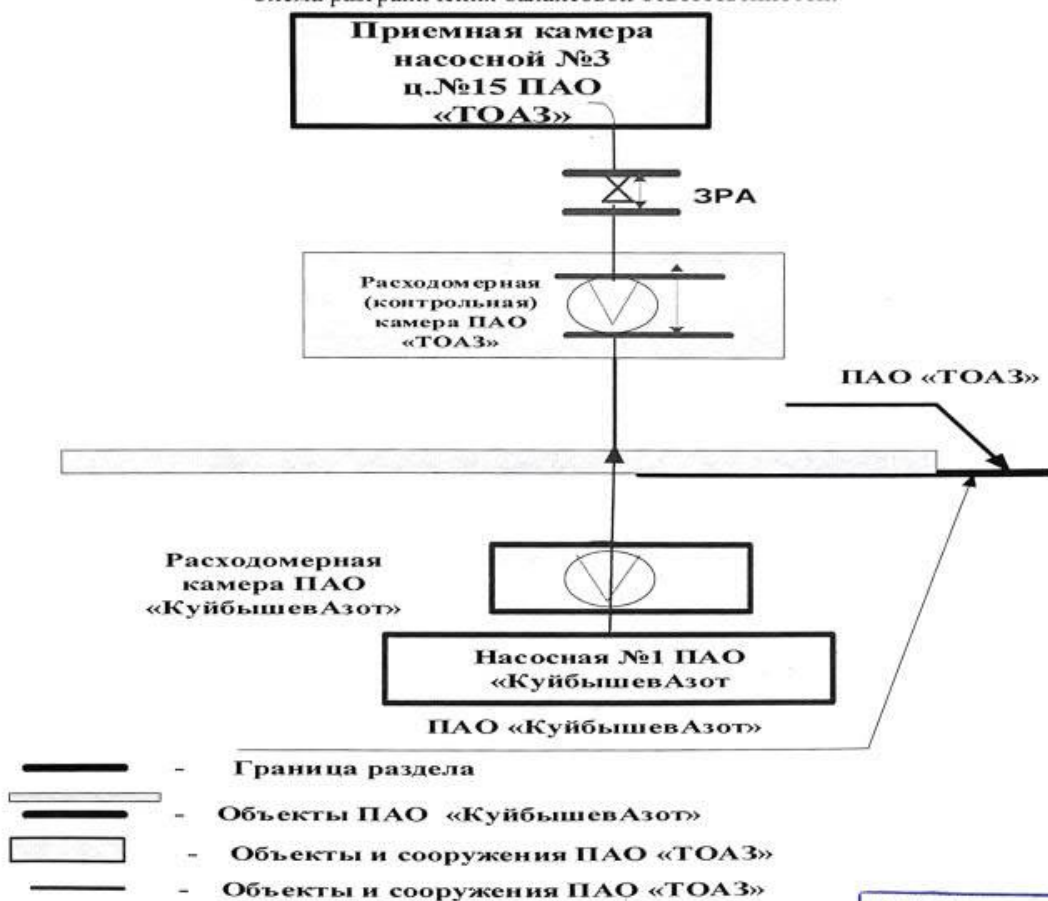 Приемная камера
насосной №3
ц.№15 ПАО
«ТОАЗ»
ЗРА
Расходомерная
(контрольная)
камера ПАО
«ТОАЗ»
ПАО «ТОАЗ»
Расходомерная
камера ПАО
«КуйбышевАзот»
Насосная №1 ПАО
«КуйбышевАзот
ПАО «КуйбышевАзот»
- Граница раздела
- Объекты ПАО «КуйбышевАзот»
- Объекты и сооружения ПАО «ТОАЗ»
- Объекты и сооружения ПАО «ТОАЗ»